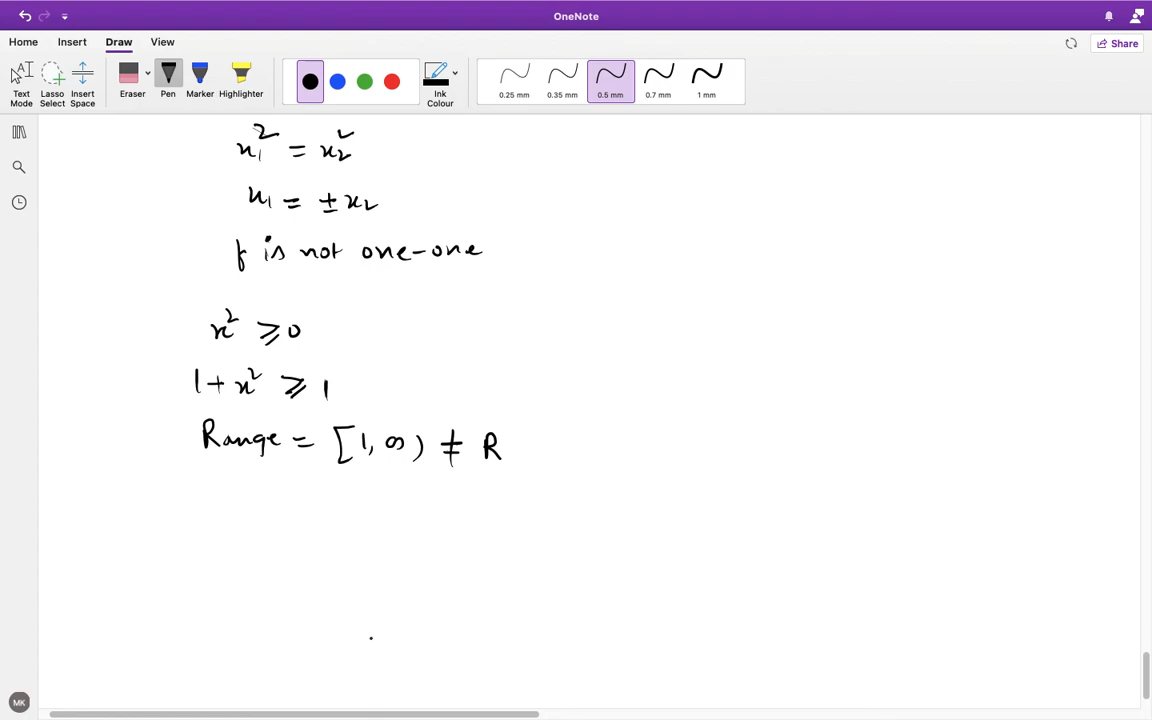 OneNote
Home Insert Draw View Share
Text Mode Lasso Select Insert Space Eraser Pen Marker Highlighter Ink Colour 0.25 mm 0.35 mm 0.5 mm 0.7 mm 1 mm
x₁² = x₂²
x₁ = ± x₂
f is not one-one
x² ≥ 0
1 + x² ≥ 1
Range = [1, ∞) ≠ R
MK